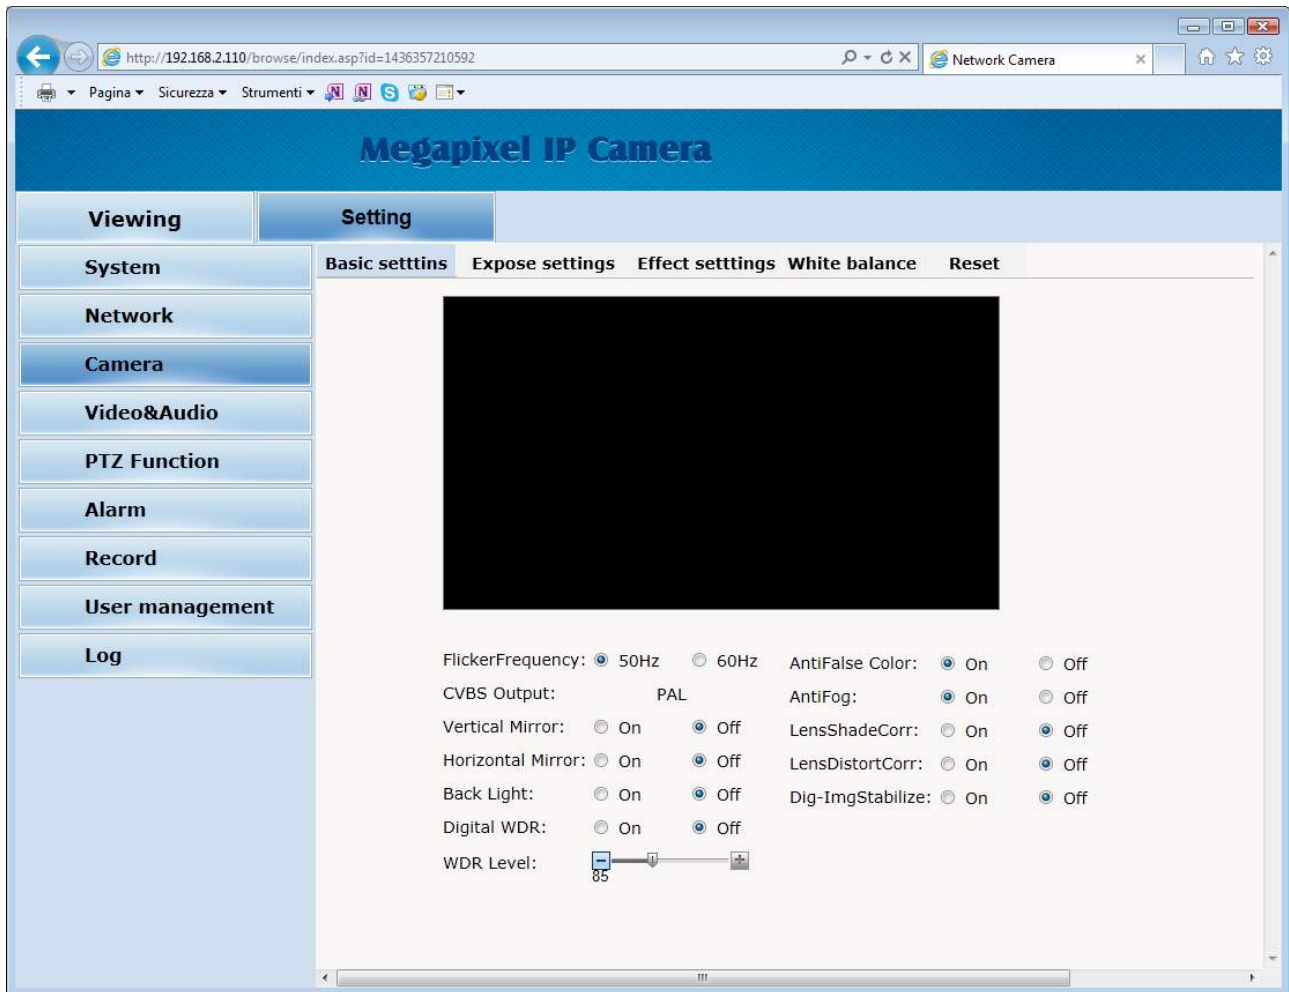 http://192.168.2.110/browse/index.asp?id=1436357210592
Network Camera
Pagina Sicurezza Strumenti
Megapixel IP Camera
Viewing Setting
System
Network
Camera
Video&Audio
PTZ Function
Alarm
Record
User management
Log
Basic setttins Expose settings Effect setttings White balance Reset
FlickerFrequency: 50Hz 60Hz
CVBS Output: PAL
Vertical Mirror: On Off
Horizontal Mirror: On Off
Back Light: On Off
Digital WDR: On Off
WDR Level:
85
AntiFalse Color: On Off
AntiFog: On Off
LensShadeCorr: On Off
LensDistortCorr: On Off
Dig-ImgStabilize: On Off